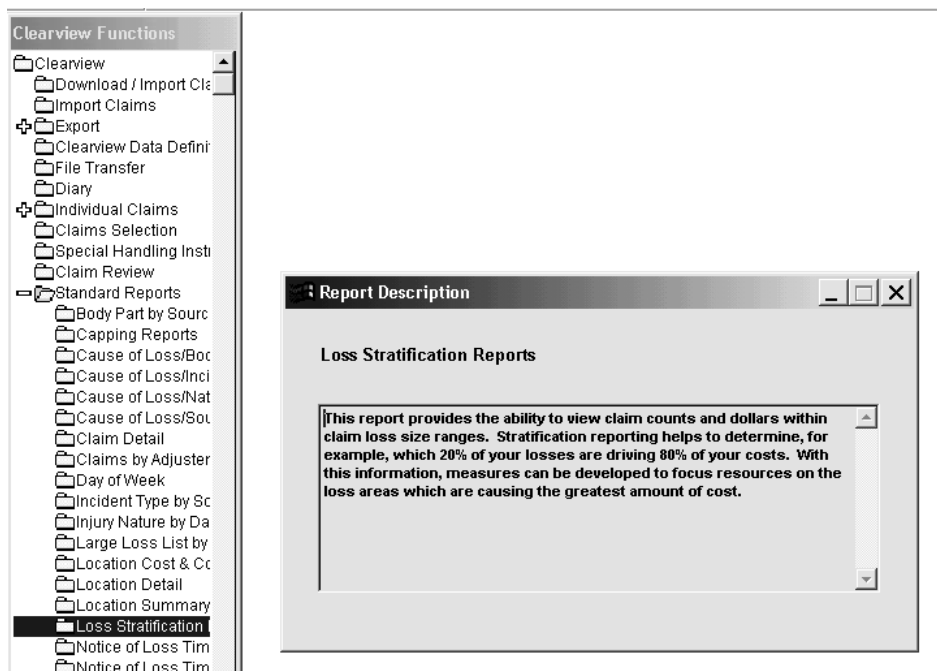 Clearview Functions
Clearview
Download / Import Cla
Import Claims
Export
Clearview Data Defini
File Transfer
Diary
Individual Claims
Claims Selection
Special Handling Insti
Claim Review
Standard Reports
Body Part by Sourc
Capping Reports
Cause of Loss/Boc
Cause of Loss/Inci
Cause of Loss/Nat
Cause of Loss/Sou
Claim Detail
Claims by Adjuster
Day of Week
Incident Type by Sc
Injury Nature by Da
Large Loss List by
Location Cost & Co
Location Detail
Location Summary
Loss Stratification
Notice of Loss Tim
Notice of Loss Tim
Report Description
Loss Stratification Reports
This report provides the ability to view claim counts and dollars within
claim loss size ranges.  Stratification reporting helps to determine, for
example, which 20% of your losses are driving 80% of your costs.  With
this information, measures can be developed to focus resources on the
loss areas which are causing the greatest amount of cost.